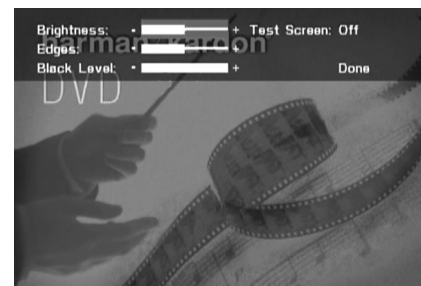 Brightness: - + Test Screen: Off
harman/kardon
Edges: - +
Black Level: - + Done
DVD